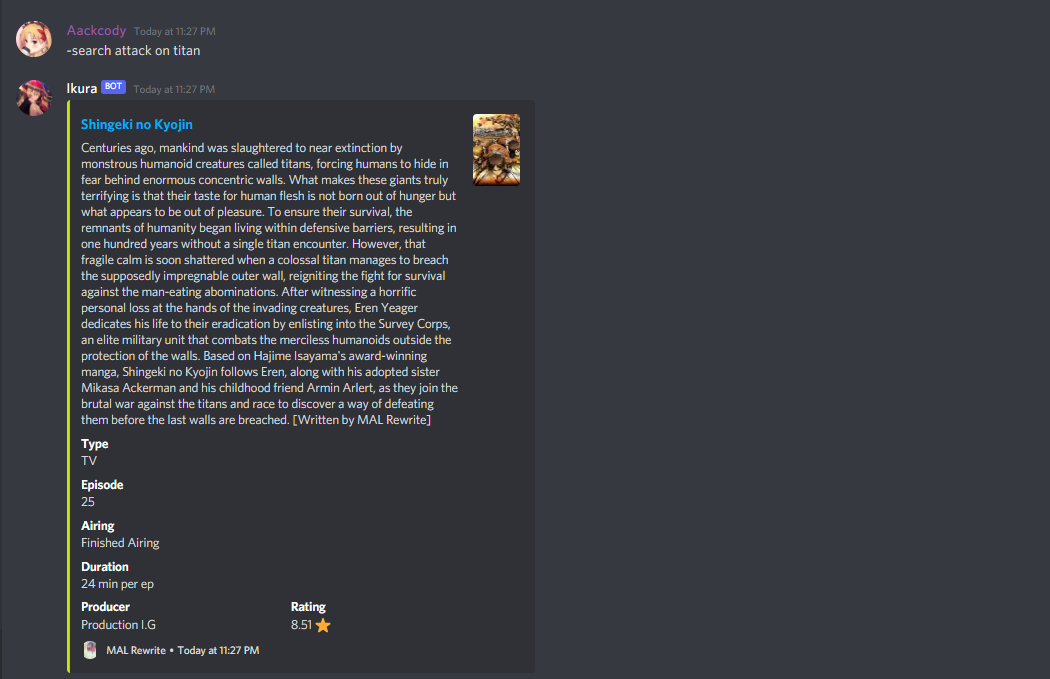 Aackcody Today at 11:27 PM
-search attack on titan
Ikura BOT Today at 11:27 PM
Shingeki no Kyojin
Centuries ago, mankind was slaughtered to near extinction by
monstrous humanoid creatures called titans, forcing humans to hide in
fear behind enormous concentric walls. What makes these giants truly
terrifying is that their taste for human flesh is not born out of hunger but
what appears to be out of pleasure. To ensure their survival, the
remnants of humanity began living within defensive barriers, resulting in
one hundred years without a single titan encounter. However, that
fragile calm is soon shattered when a colossal titan manages to breach
the supposedly impregnable outer wall, reigniting the fight for survival
against the man-eating abominations. After witnessing a horrific
personal loss at the hands of the invading creatures, Eren Yeager
dedicates his life to their eradication by enlisting into the Survey Corps,
an elite military unit that combats the merciless humanoids outside the
protection of the walls. Based on Hajime Isayama's award-winning
manga, Shingeki no Kyojin follows Eren, along with his adopted sister
Mikasa Ackerman and his childhood friend Armin Arlert, as they join the
brutal war against the titans and race to discover a way of defeating
them before the last walls are breached. [Written by MAL Rewrite]
Type
TV
Episode
25
Airing
Finished Airing
Duration
24 min per ep
Producer Rating
Production I.G 8.51 ⭐
MAL Rewrite • Today at 11:27 PM